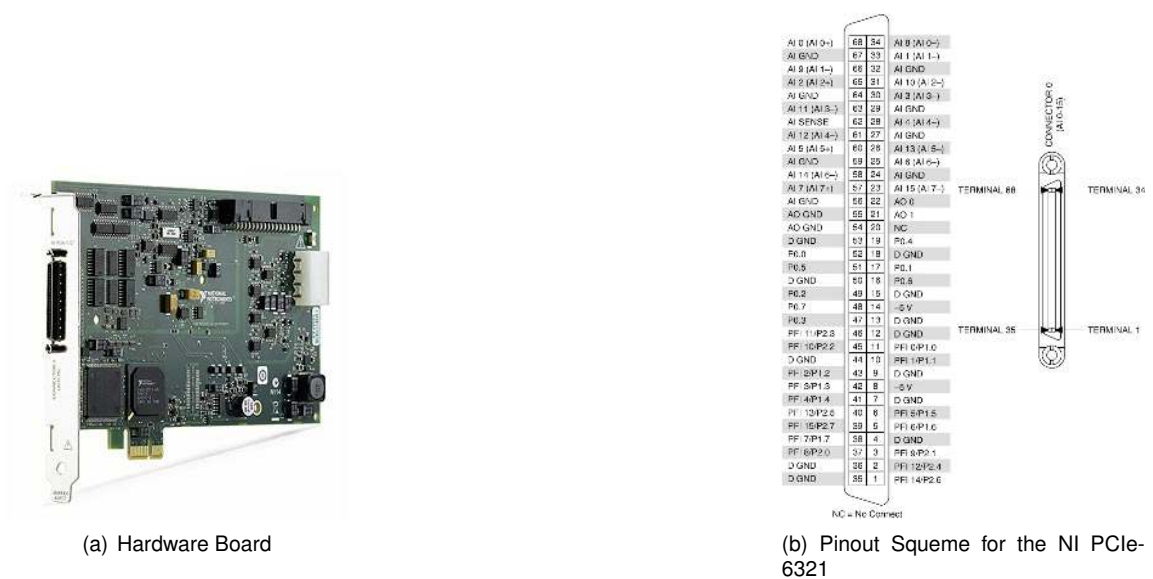 NATIONAL
INSTRUMENTS
AI 0 (AI 0+) 68 34 AI 8 (AI 0–)
AI GND 67 33 AI 1 (AI 1–)
AI 9 (AI 1–) 66 32 AI GND
AI 2 (AI 2+) 65 31 AI 10 (AI 2–)
AI GND 64 30 AI 3 (AI 3–)
AI 11 (AI 3–) 63 29 AI GND
AI SENSE 62 28 AI 4 (AI 4–)
AI 12 (AI 4–) 61 27 AI GND
AI 5 (AI 5+) 60 26 AI 13 (AI 5–)
AI GND 59 25 AI 6 (AI 6–)
AI 14 (AI 6–) 58 24 AI GND
AI 7 (AI 7+) 57 23 AI 15 (AI 7–)
AI GND 56 22 AO 0
AO GND 55 21 AO 1
AO GND 54 20 NC
D GND 53 19 P0.4
P0.0 52 18 D GND
P0.5 51 17 P0.1
D GND 50 16 P0.6
P0.2 49 15 D GND
P0.7 48 14 +5 V
P0.3 47 13 D GND
PFI 11/P2.3 46 12 D GND
PFI 10/P2.2 45 11 PFI 0/P1.0
D GND 44 10 PFI 1/P1.1
PFI 2/P1.2 43 9 D GND
PFI 3/P1.3 42 8 +5 V
PFI 4/P1.4 41 7 D GND
PFI 13/P2.5 40 6 PFI 5/P1.5
PFI 15/P2.7 39 5 PFI 6/P1.6
PFI 7/P1.7 38 4 D GND
PFI 8/P2.0 37 3 PFI 9/P2.1
D GND 36 2 PFI 12/P2.4
D GND 35 1 PFI 14/P2.6
NC = No Connect
CONNECTOR 0
(AI 0-15)
TERMINAL 68
TERMINAL 34
TERMINAL 35
TERMINAL 1
(a) Hardware Board
(b) Pinout Squeme for the NI PCIe-
6321